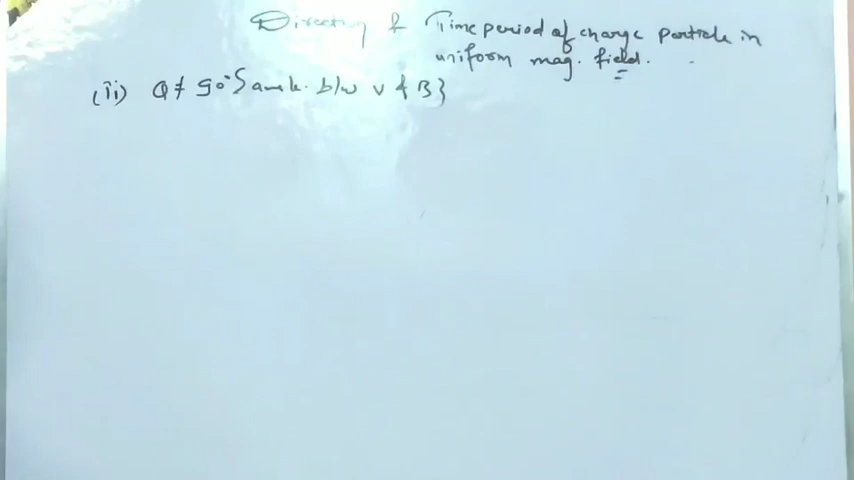 Direction & Time period of charge particle in
uniform mag. field.
(ii) Q ≠ 90° { angle b/w v & B}